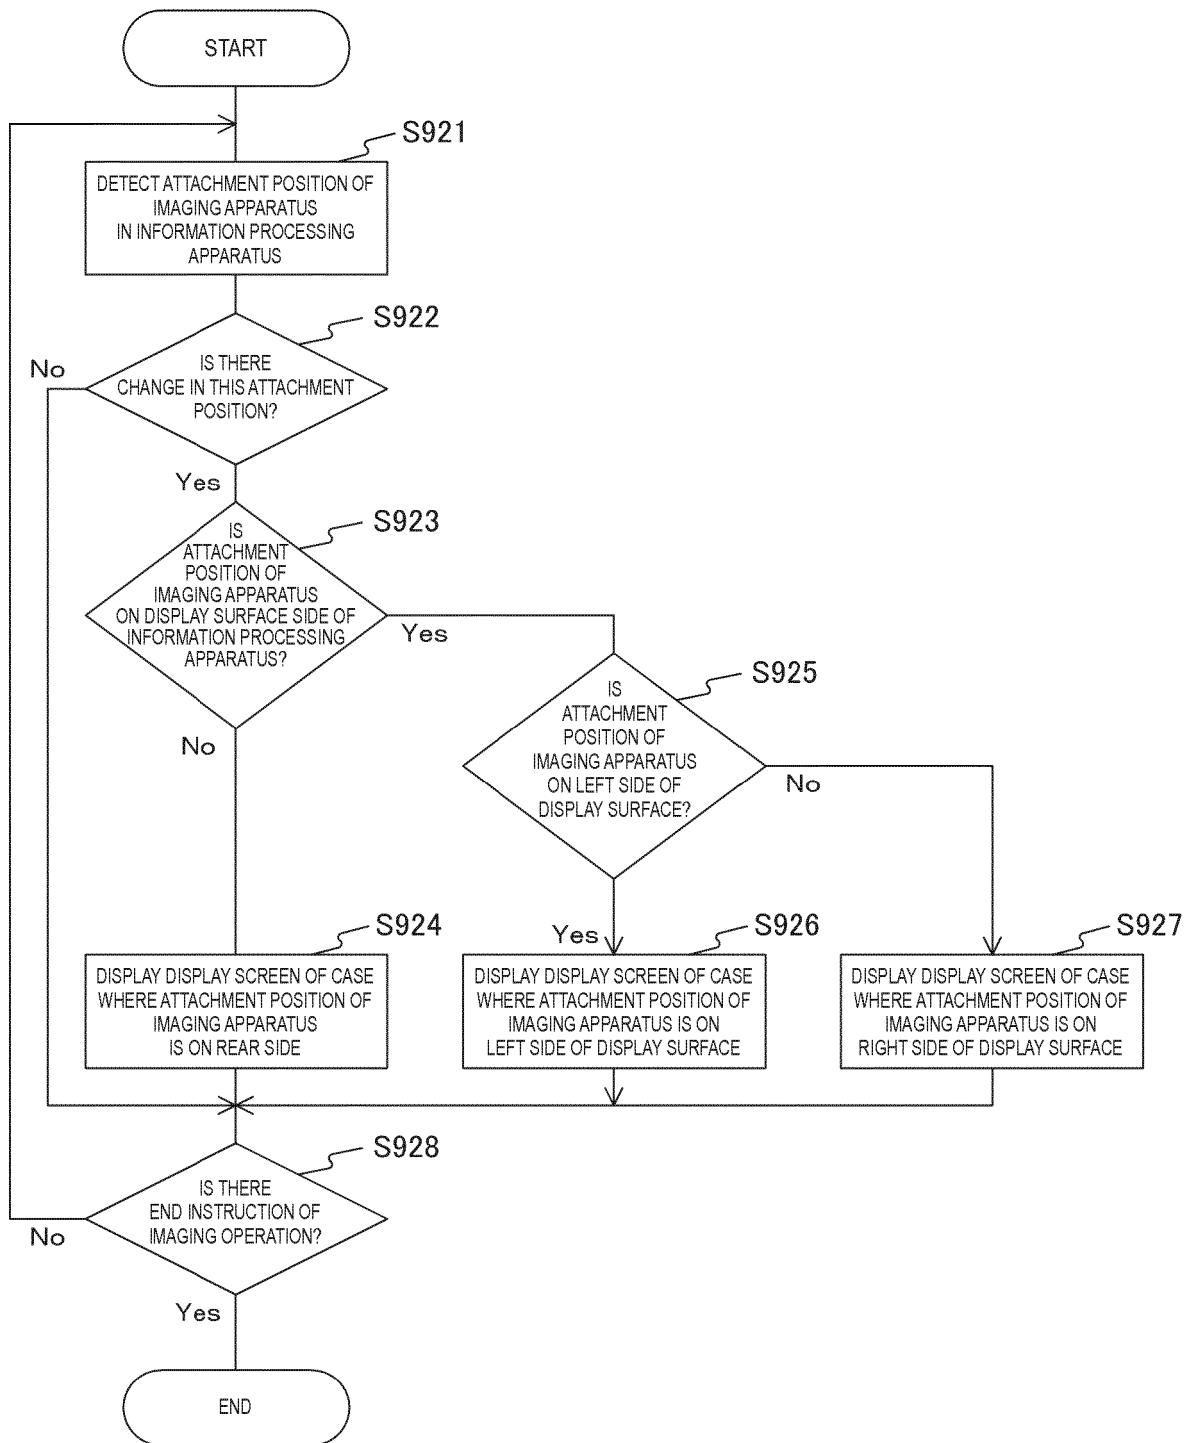 START
S921
DETECT ATTACHMENT POSITION OF
IMAGING APPARATUS
IN INFORMATION PROCESSING
APPARATUS
S922
No
IS THERE
CHANGE IN THIS ATTACHMENT
POSITION?
Yes
S923
IS
ATTACHMENT
POSITION OF
IMAGING APPARATUS
ON DISPLAY SURFACE SIDE OF
INFORMATION PROCESSING
APPARATUS?
Yes
No
S925
IS
ATTACHMENT
POSITION OF
IMAGING APPARATUS
ON LEFT SIDE OF
DISPLAY SURFACE?
No
Yes
S924
DISPLAY DISPLAY SCREEN OF CASE
WHERE ATTACHMENT POSITION OF
IMAGING APPARATUS
IS ON REAR SIDE
S926
DISPLAY DISPLAY SCREEN OF CASE
WHERE ATTACHMENT POSITION OF
IMAGING APPARATUS IS ON
LEFT SIDE OF DISPLAY SURFACE
S927
DISPLAY DISPLAY SCREEN OF CASE
WHERE ATTACHMENT POSITION OF
IMAGING APPARATUS IS ON
RIGHT SIDE OF DISPLAY SURFACE
S928
IS THERE
END INSTRUCTION OF
IMAGING OPERATION?
No
Yes
END